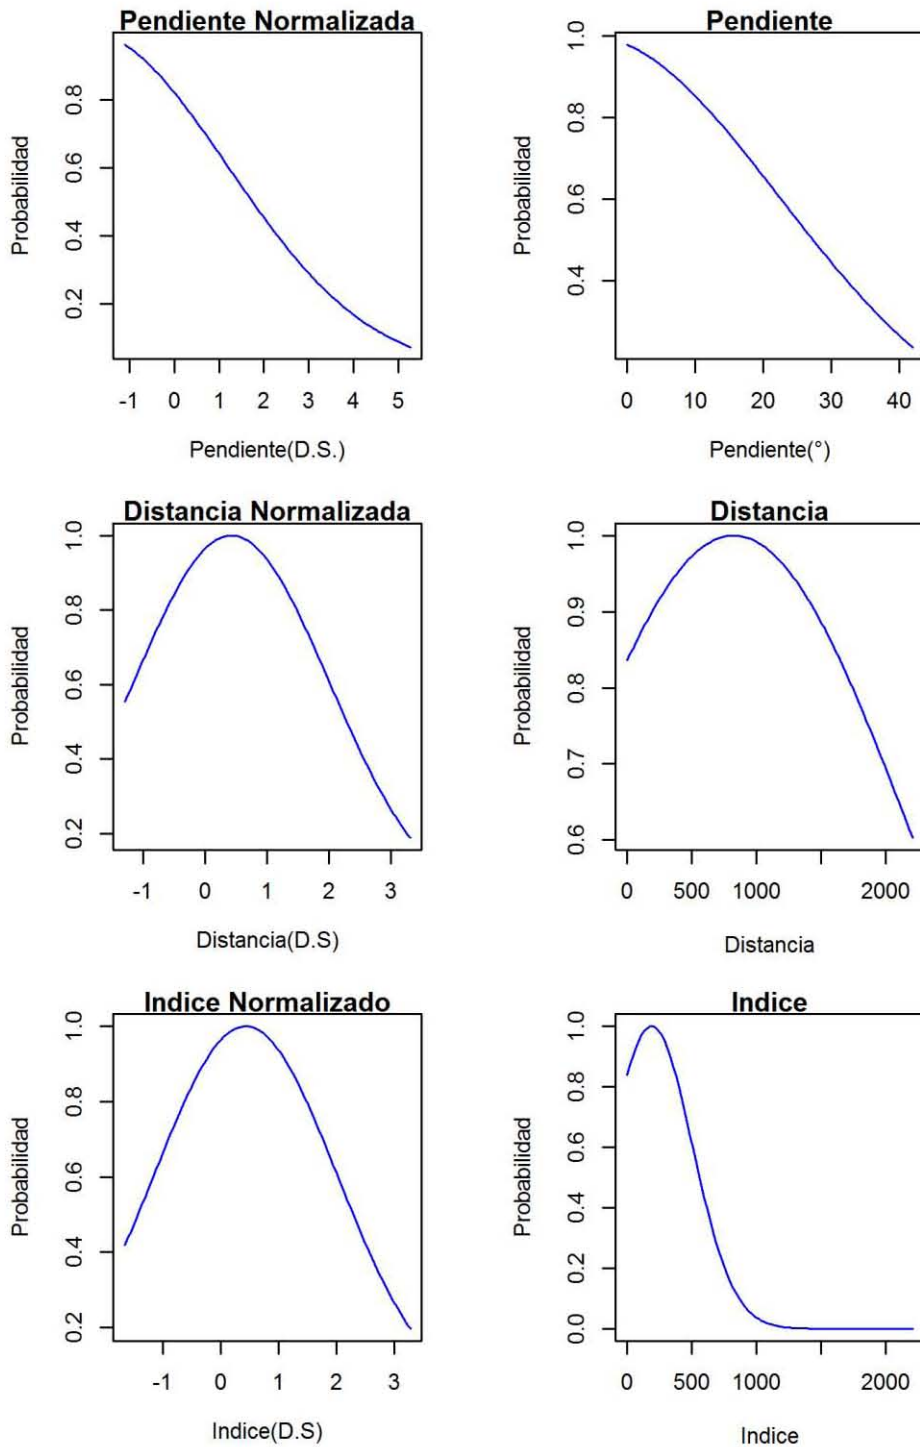 Pendiente Normalizada
Probabilidad
0.2 0.4 0.6 0.8
-1 0 1 2 3 4 5
Pendiente(D.S.)
Pendiente
Probabilidad
0.4 0.6 0.8 1.0
0 10 20 30 40
Pendiente(°)
Distancia Normalizada
Probabilidad
0.2 0.4 0.6 0.8 1.0
-1 0 1 2 3
Distancia(D.S)
Distancia
Probabilidad
0.6 0.7 0.8 0.9 1.0
0 500 1000 2000
Distancia
Indice Normalizado
Probabilidad
0.2 0.4 0.6 0.8 1.0
-1 0 1 2 3
Indice(D.S)
Indice
Probabilidad
0.0 0.2 0.4 0.6 0.8 1.0
0 500 1000 2000
Indice